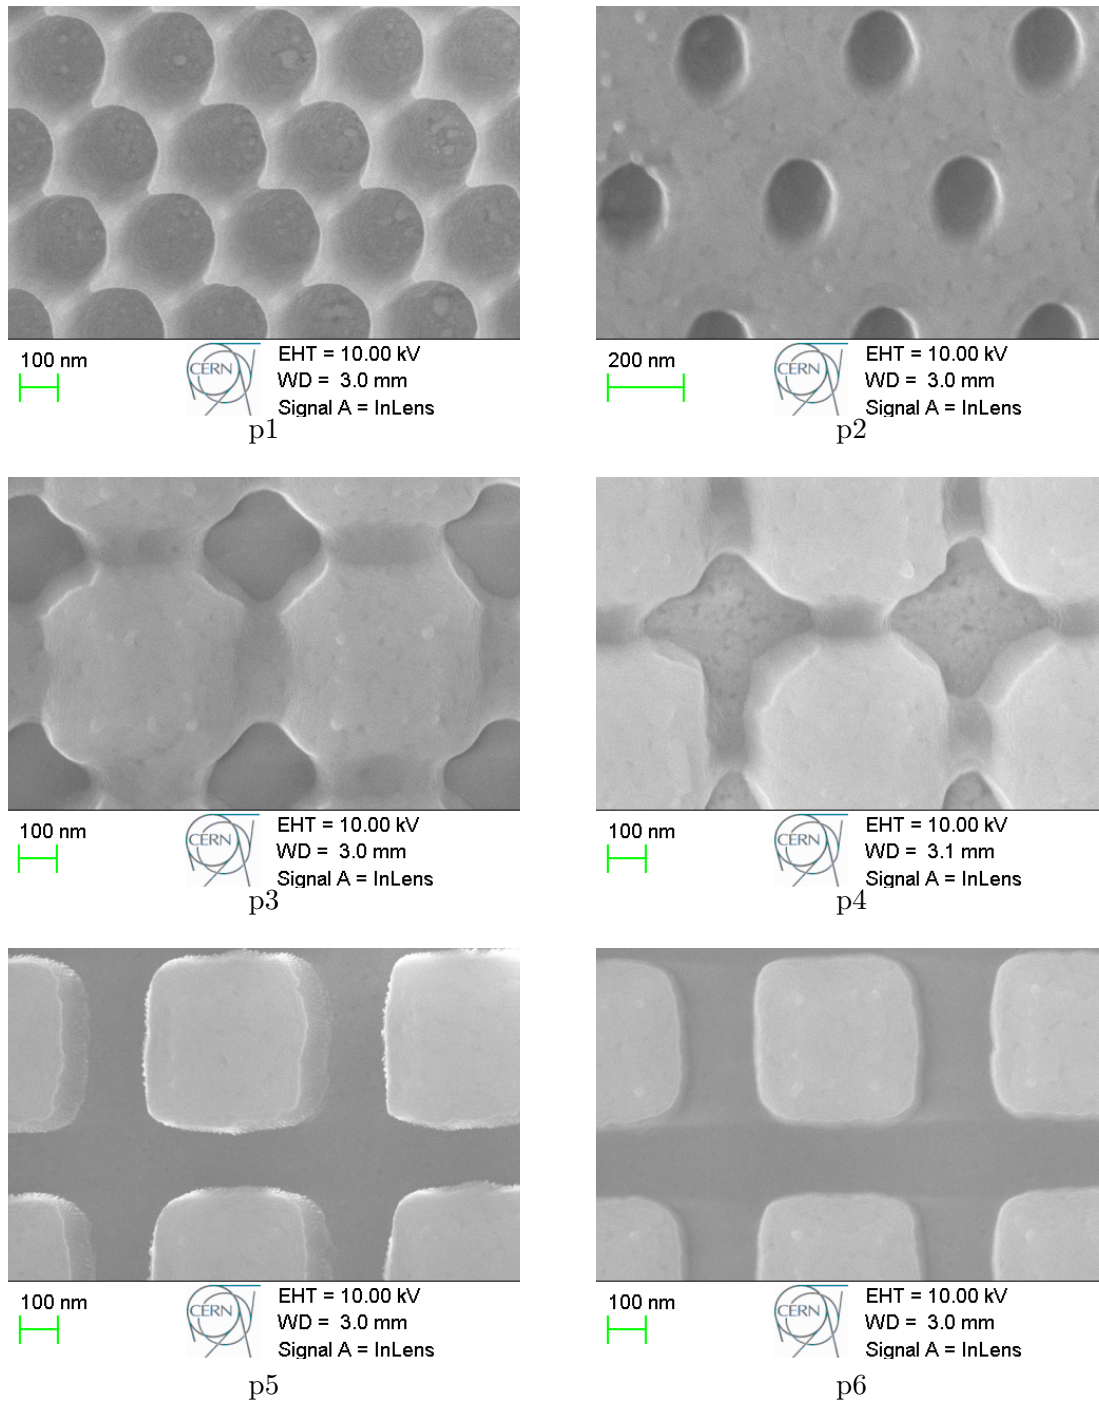 100 nm
CERN
EHT = 10.00 kV
WD = 3.0 mm
Signal A = InLens
p1
200 nm
CERN
EHT = 10.00 kV
WD = 3.0 mm
Signal A = InLens
p2
100 nm
CERN
EHT = 10.00 kV
WD = 3.0 mm
Signal A = InLens
p3
100 nm
CERN
EHT = 10.00 kV
WD = 3.1 mm
Signal A = InLens
p4
100 nm
CERN
EHT = 10.00 kV
WD = 3.0 mm
Signal A = InLens
p5
100 nm
CERN
EHT = 10.00 kV
WD = 3.0 mm
Signal A = InLens
p6